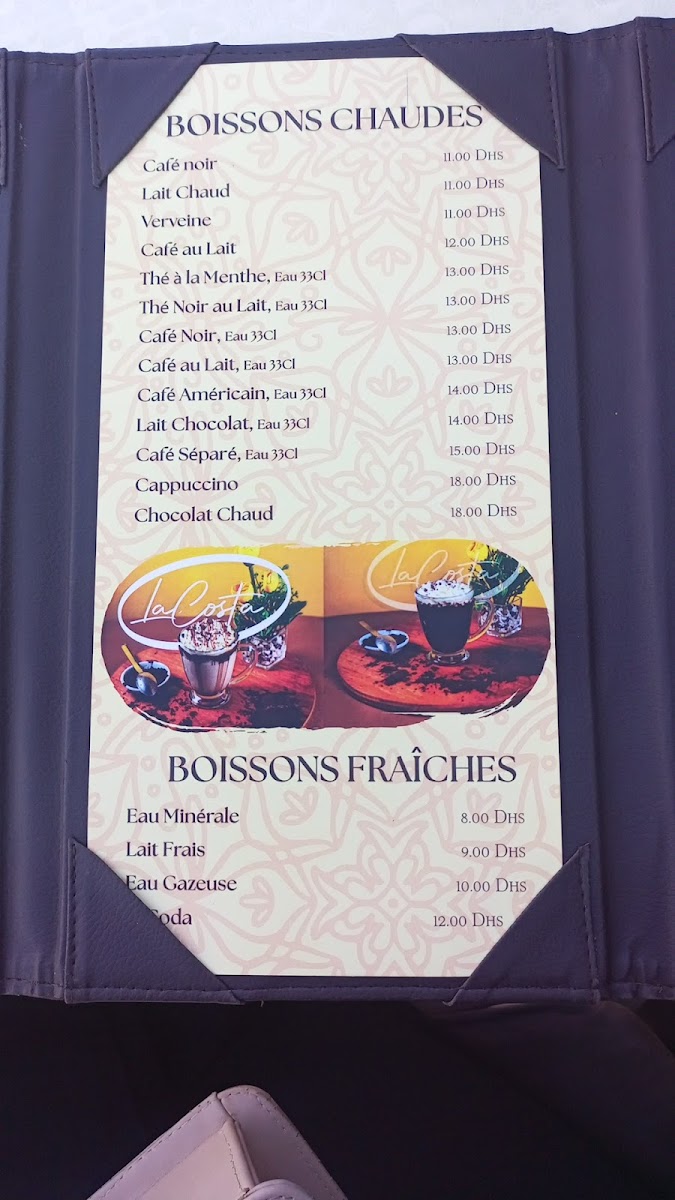 BOISSONS CHAUDES
Café noir 11.00 Dhs
Lait Chaud 11.00 Dhs
Verveine 11.00 Dhs
Café au Lait 12.00 Dhs
Thé à la Menthe, Eau 33Cl 13.00 Dhs
Thé Noir au Lait, Eau 33Cl 13.00 Dhs
Café Noir, Eau 33Cl 13.00 Dhs
Café au Lait, Eau 33Cl 13.00 Dhs
Café Américain, Eau 33Cl 14.00 Dhs
Lait Chocolat, Eau 33Cl 14.00 Dhs
Café Séparé, Eau 33Cl 15.00 Dhs
Cappuccino 18.00 Dhs
Chocolat Chaud 18.00 Dhs
LaCosta LaCosta
BOISSONS FRAÎCHES
Eau Minérale 8.00 Dhs
Lait Frais 9.00 Dhs
Eau Gazeuse 10.00 Dhs
Soda 12.00 Dhs